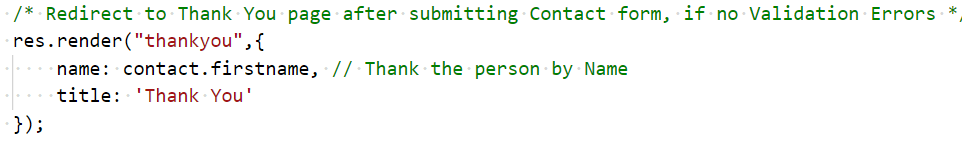 /* Redirect to Thank You page after submitting Contact form, if no Validation Errors */
res.render("thankyou",{
name: contact.firstname, // Thank the person by Name
title: 'Thank You'
});